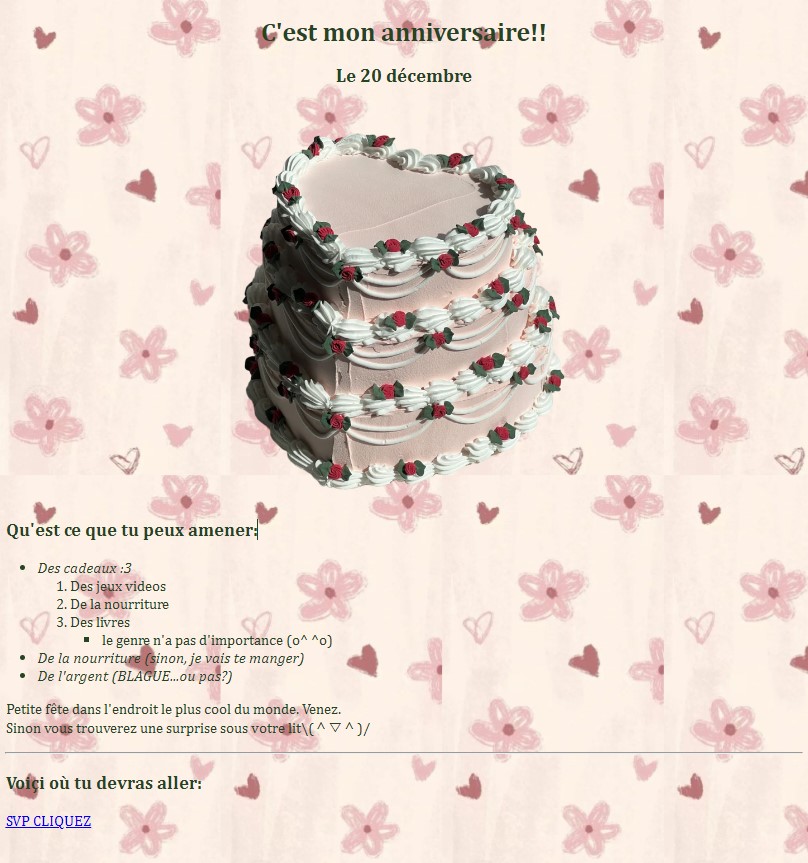 C'est mon anniversaire!!
Le 20 décembre
Qu'est ce que tu peux amener:
Des cadeaux :3
1. Des jeux videos
2. De la nourriture
3. Des livres
le genre n'a pas d'importance (o^ ^o)
De la nourriture (sinon, je vais te manger)
De l'argent (BLAGUE...ou pas?)
Petite fête dans l'endroit le plus cool du monde. Venez.
Sinon vous trouverez une surprise sous votre lit\( ^ ▽ ^ )/
Voiçi où tu devras aller:
SVP CLIQUEZ